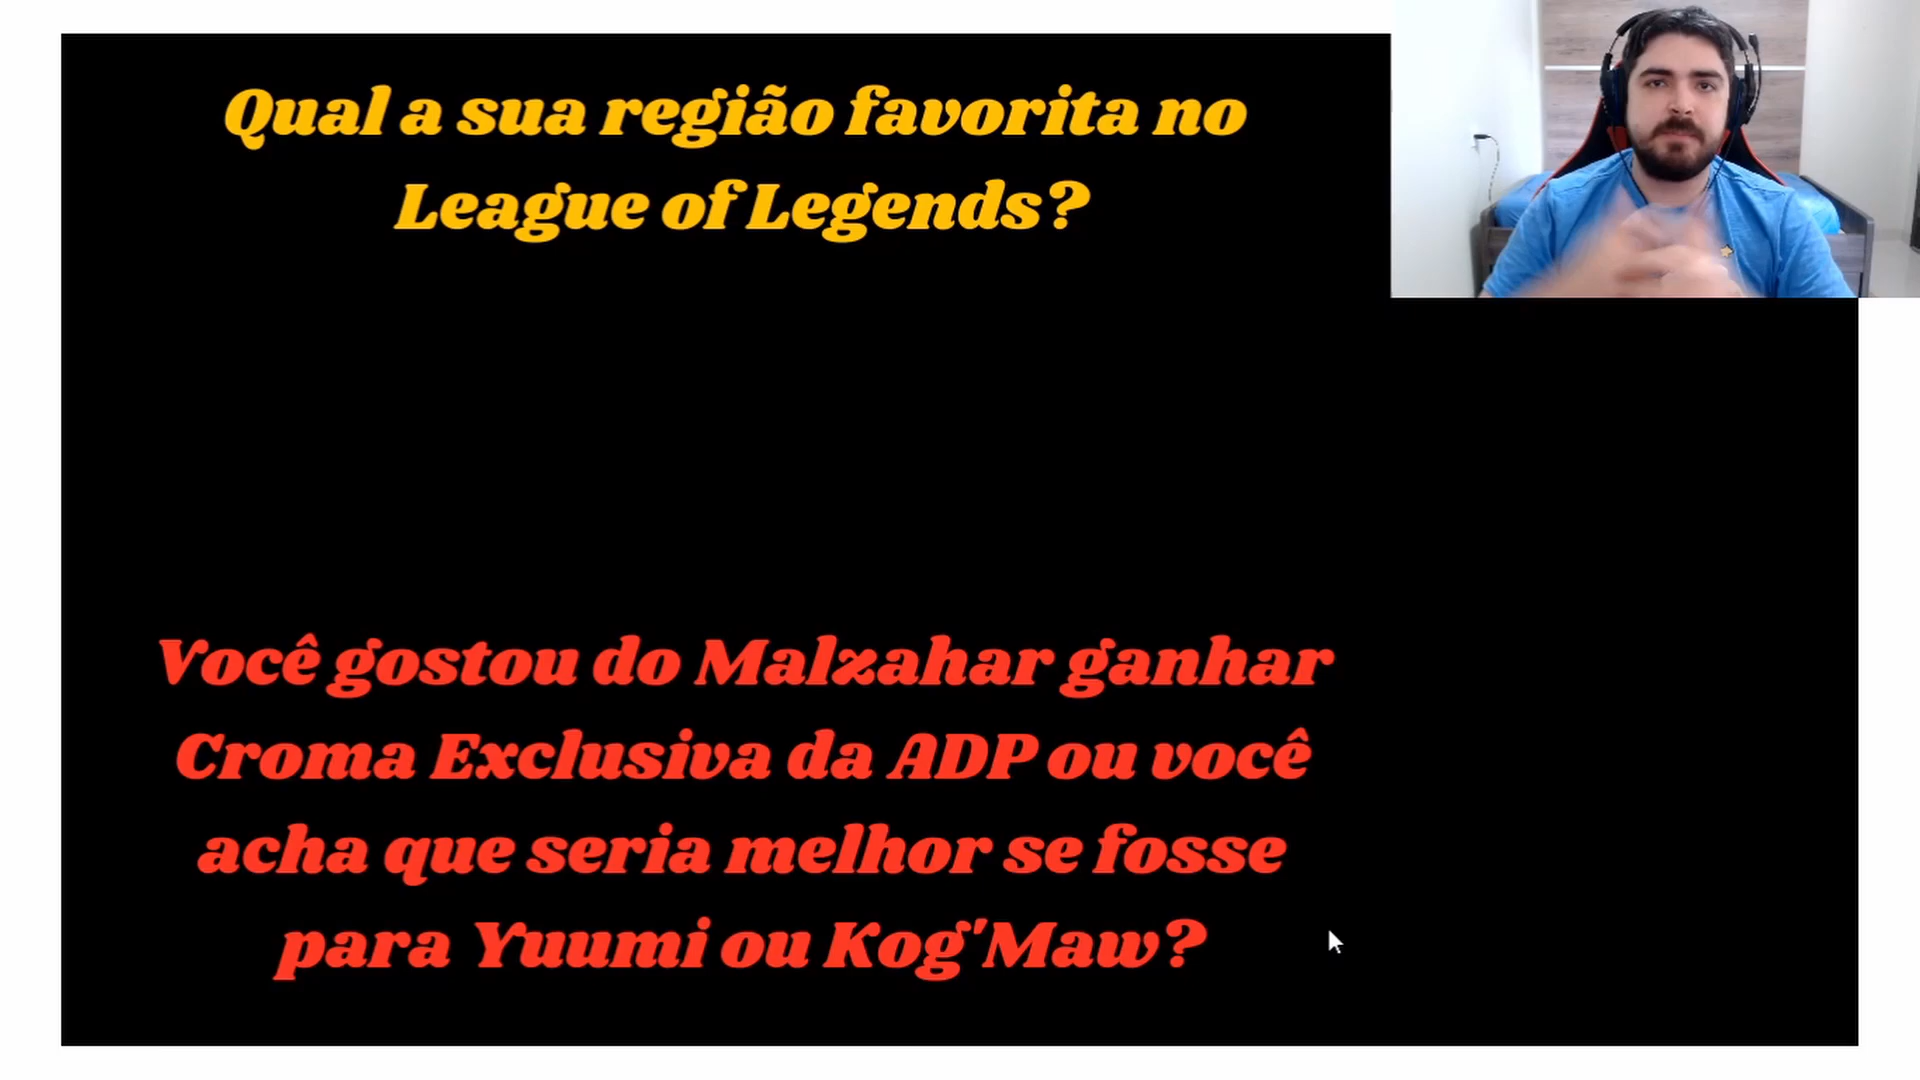 Qual a sua região favorita no
League of Legends?
Você gostou do Malzahar ganhar
Croma Exclusiva da ADP ou você
acha que seria melhor se fosse
para Yuumi ou Kog'Maw?